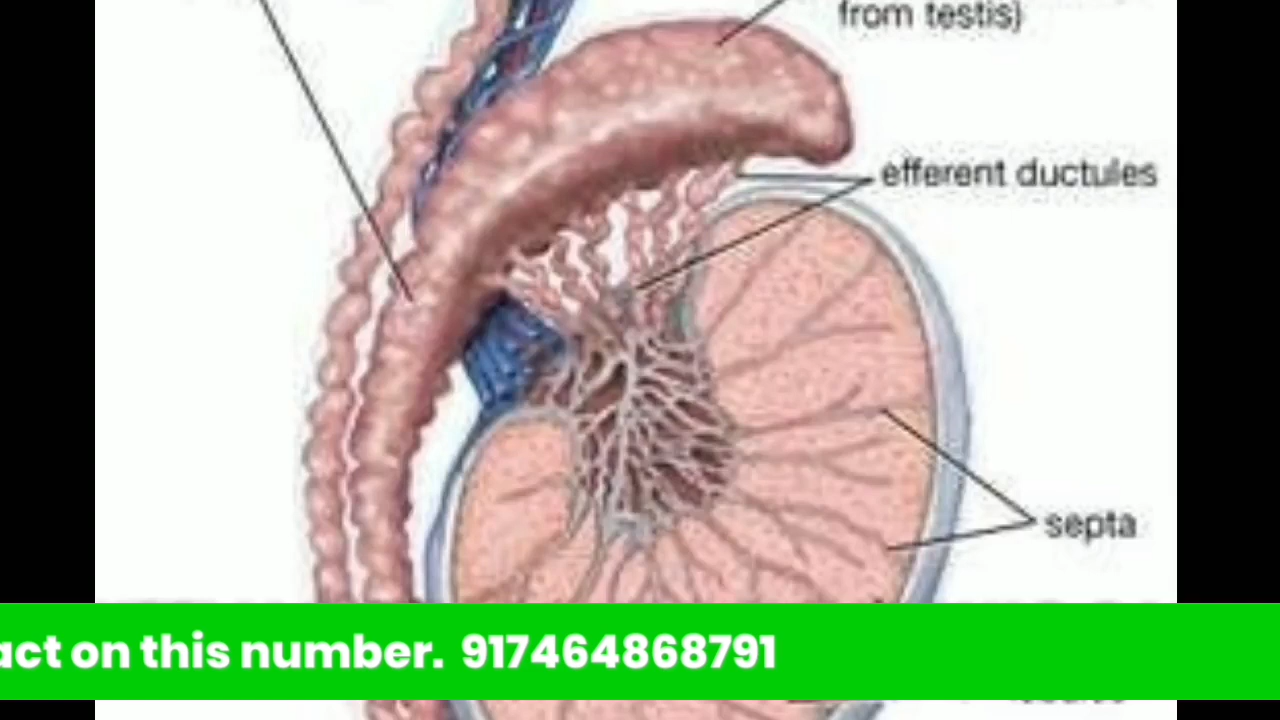 from testis)
efferent ductules
septa
act on this number. 917464868791